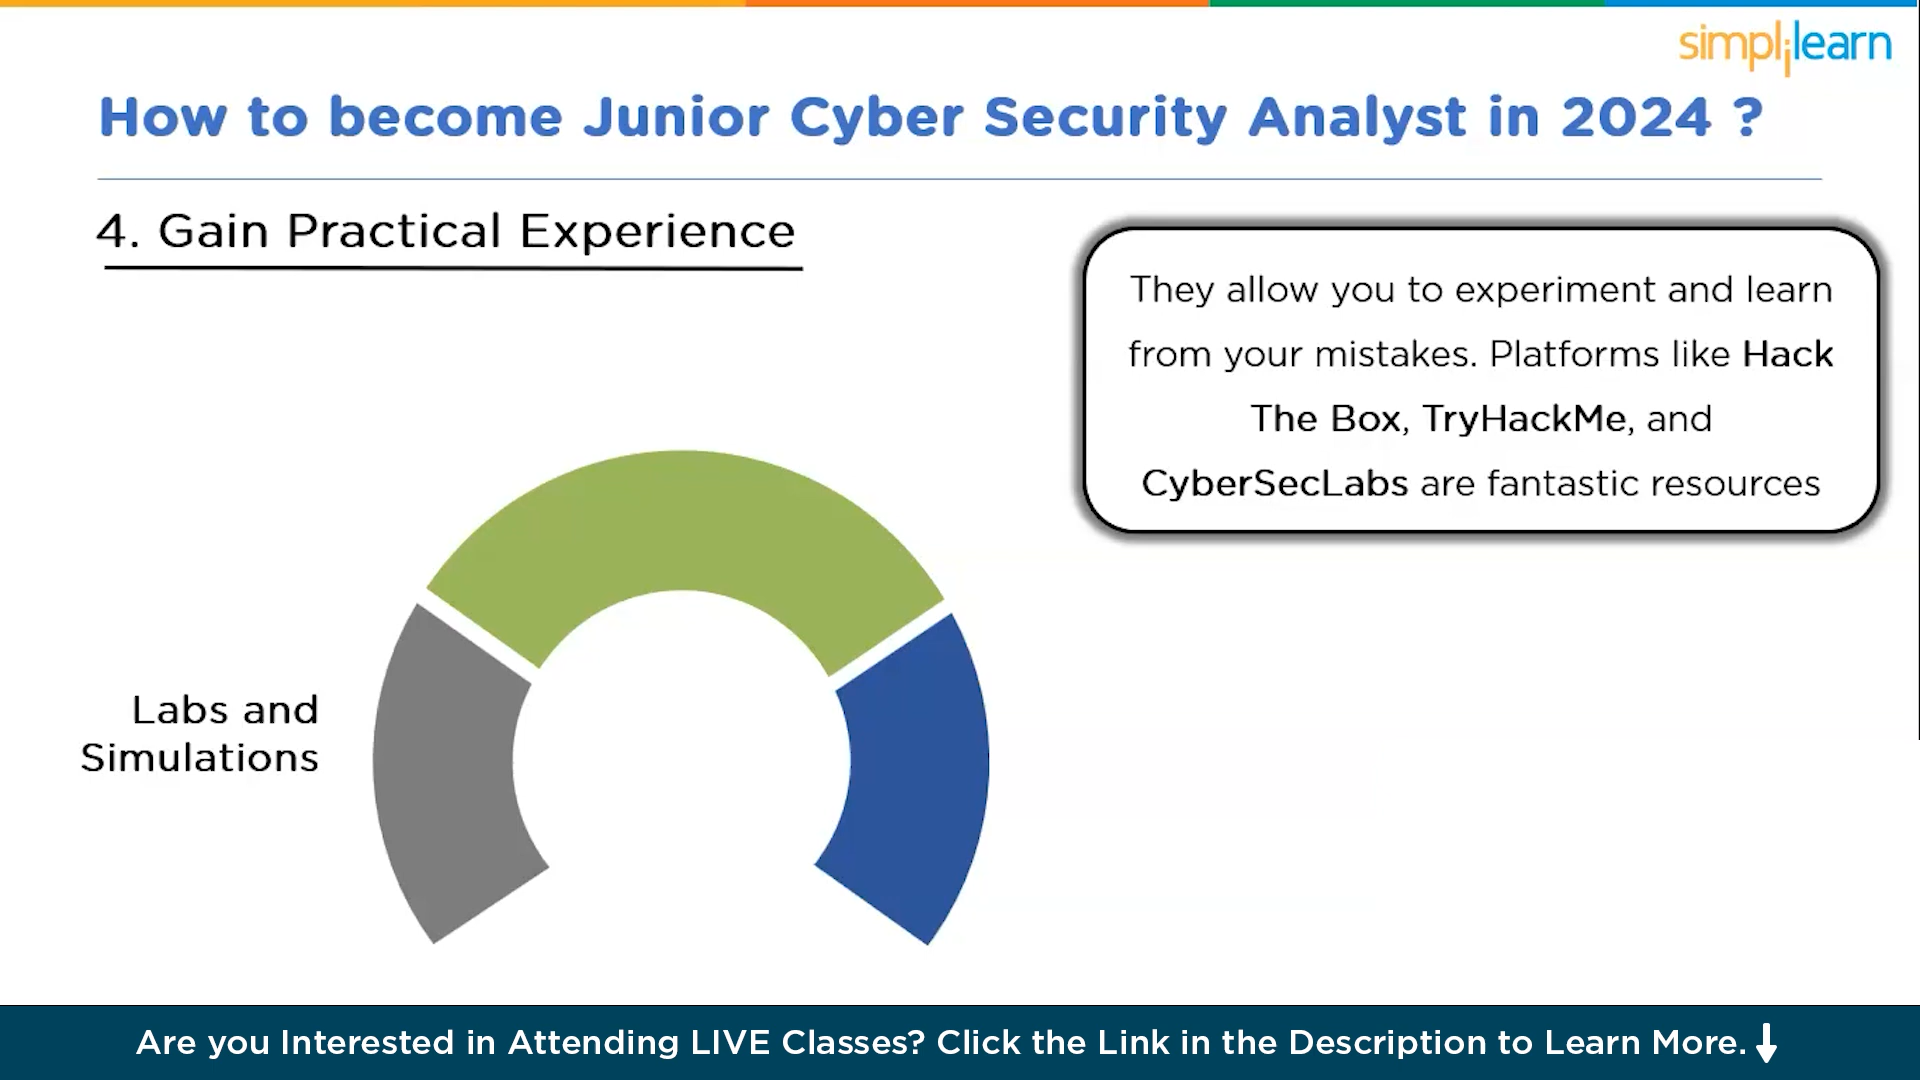 simplilearn
How to become Junior Cyber Security Analyst in 2024 ?
4. Gain Practical Experience
They allow you to experiment and learn
from your mistakes. Platforms like Hack
The Box, TryHackMe, and
CyberSecLabs are fantastic resources
Labs and
Simulations
Are you Interested in Attending LIVE Classes? Click the Link in the Description to Learn More.